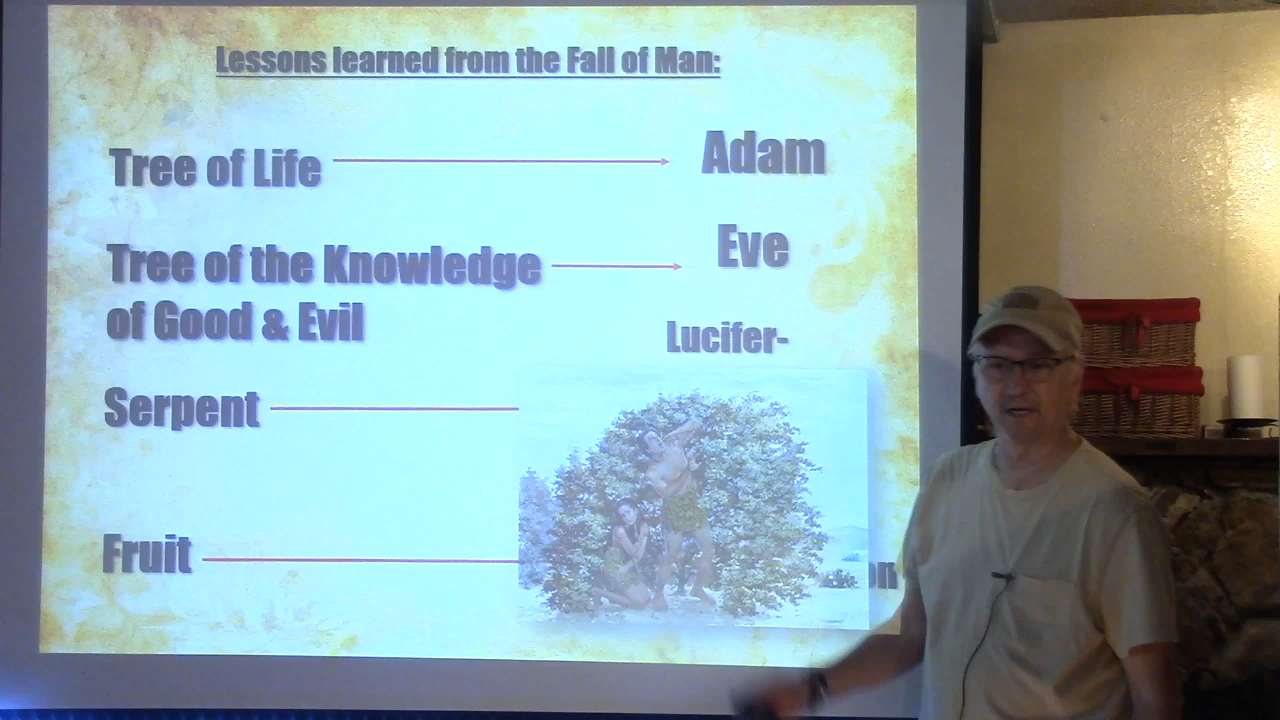 Lessons learned from the Fall of Man:
Tree of Life
Adam
Tree of the Knowledge
of Good & Evil
Eve
Lucifer-
Serpent
Fruit